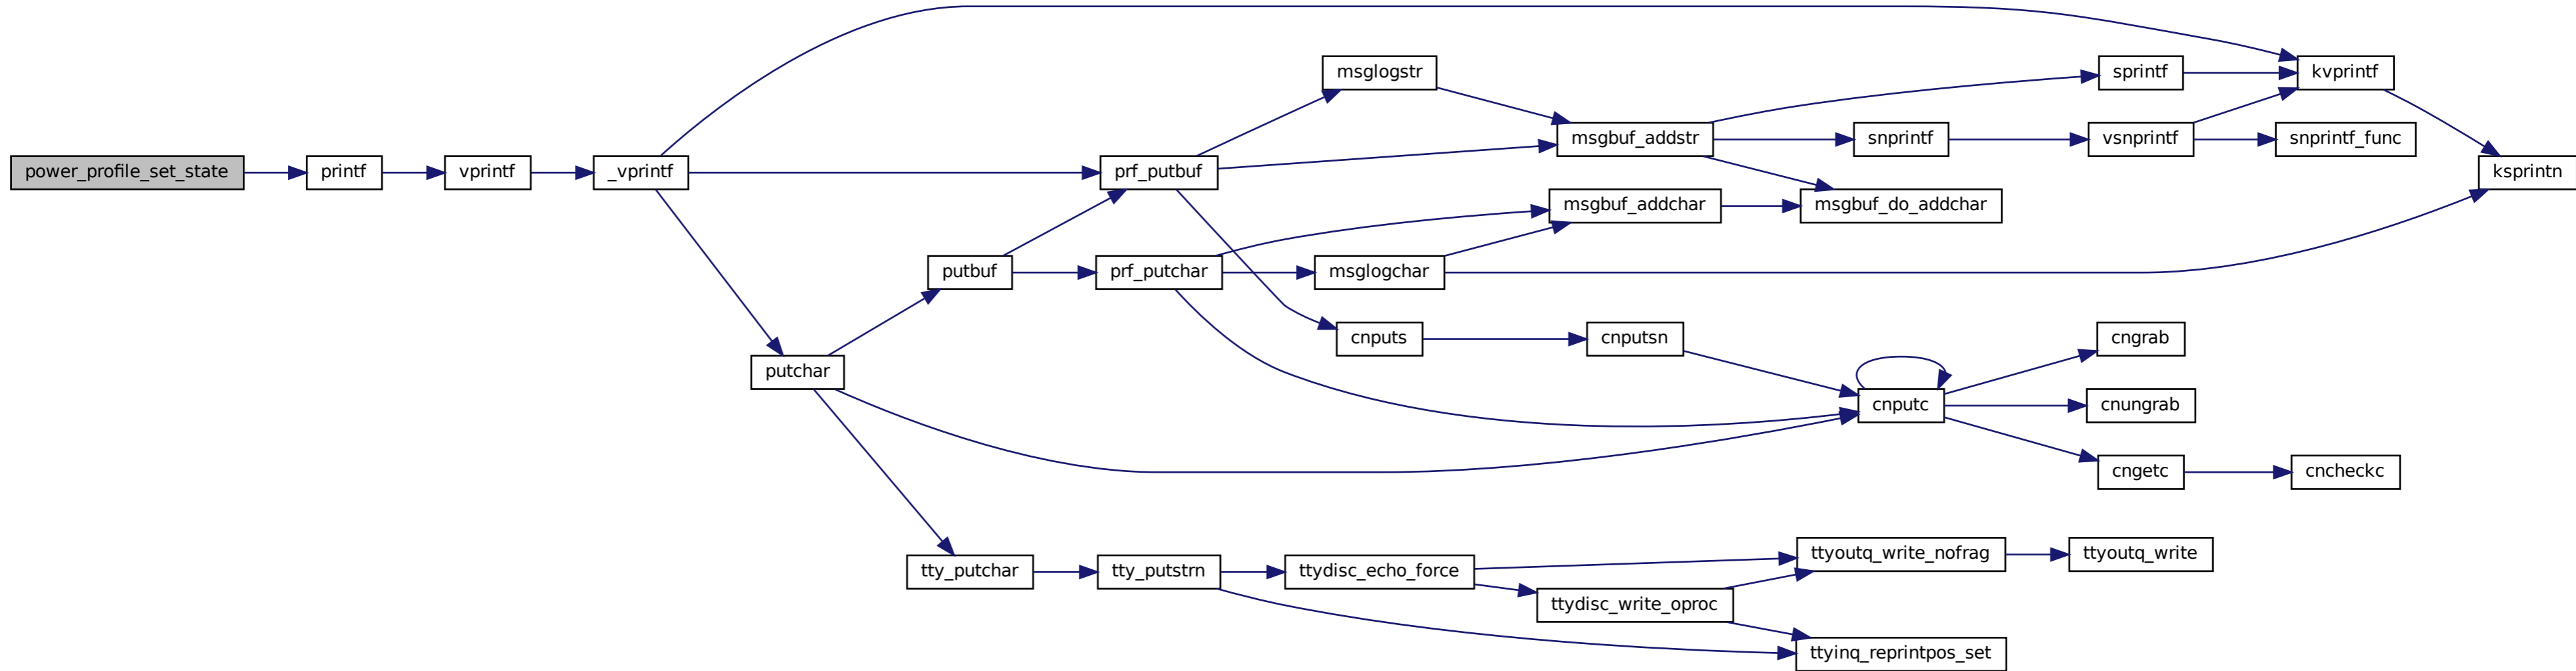 power_profile_set_state
printf
vprintf
_vprintf
putchar
putbuf
prf_putbuf
msglogstr
msgbuf_addstr
sprintf
kvprintf
snprintf
vsnprintf
snprintf_func
ksprintn
msgbuf_addchar
msgbuf_do_addchar
prf_putchar
msglogchar
cnputs
cnputsn
cnputc
cngrab
cnungrab
cngetc
cncheckc
tty_putchar
tty_putstrn
ttydisc_echo_force
ttyoutq_write_nofrag
ttyoutq_write
ttydisc_write_oproc
ttyinq_reprintpos_set